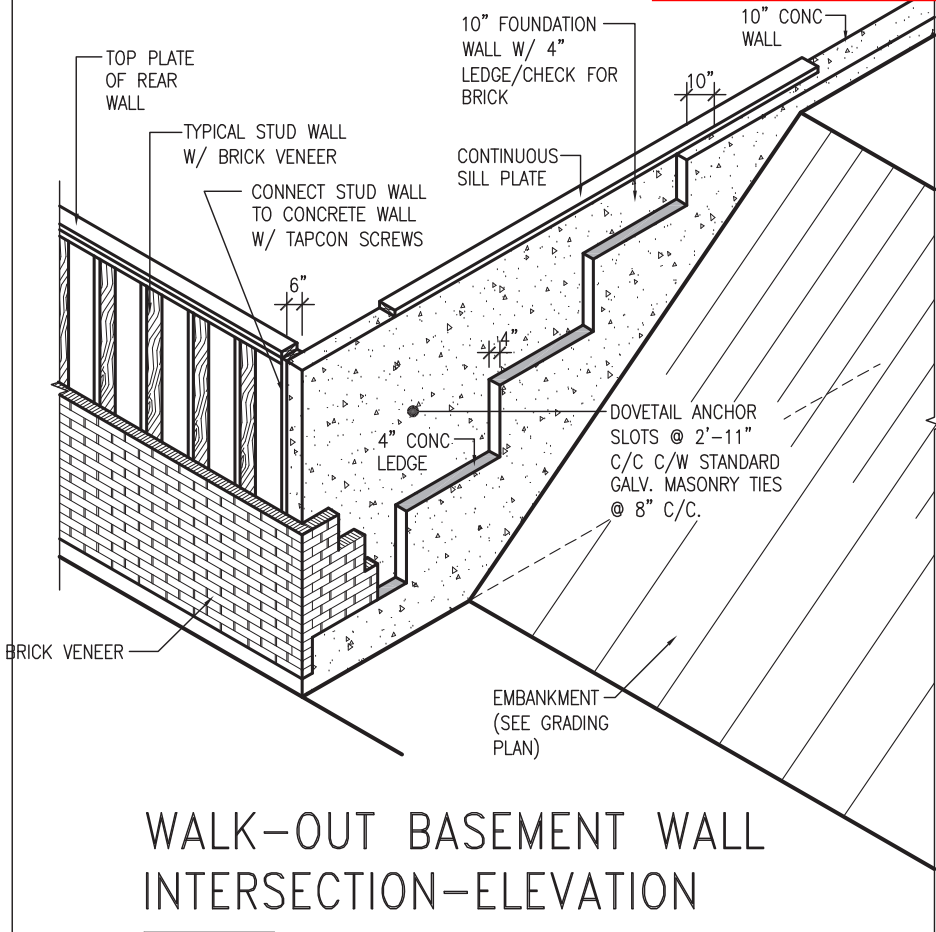 10" FOUNDATION
WALL W/ 4"
LEDGE/CHECK FOR
BRICK
10" CONC
WALL
TOP PLATE
OF REAR
WALL
10"
TYPICAL STUD WALL
W/ BRICK VENEER
CONTINUOUS
SILL PLATE
CONNECT STUD WALL
TO CONCRETE WALL
W/ TAPCON SCREWS
6"
4"
DOVETAIL ANCHOR
SLOTS @ 2'-11"
C/C C/W STANDARD
GALV. MASONRY TIES
@ 8" C/C.
4" CONC
LEDGE
BRICK VENEER
EMBANKMENT
(SEE GRADING
PLAN)
WALK-OUT BASEMENT WALL
INTERSECTION-ELEVATION